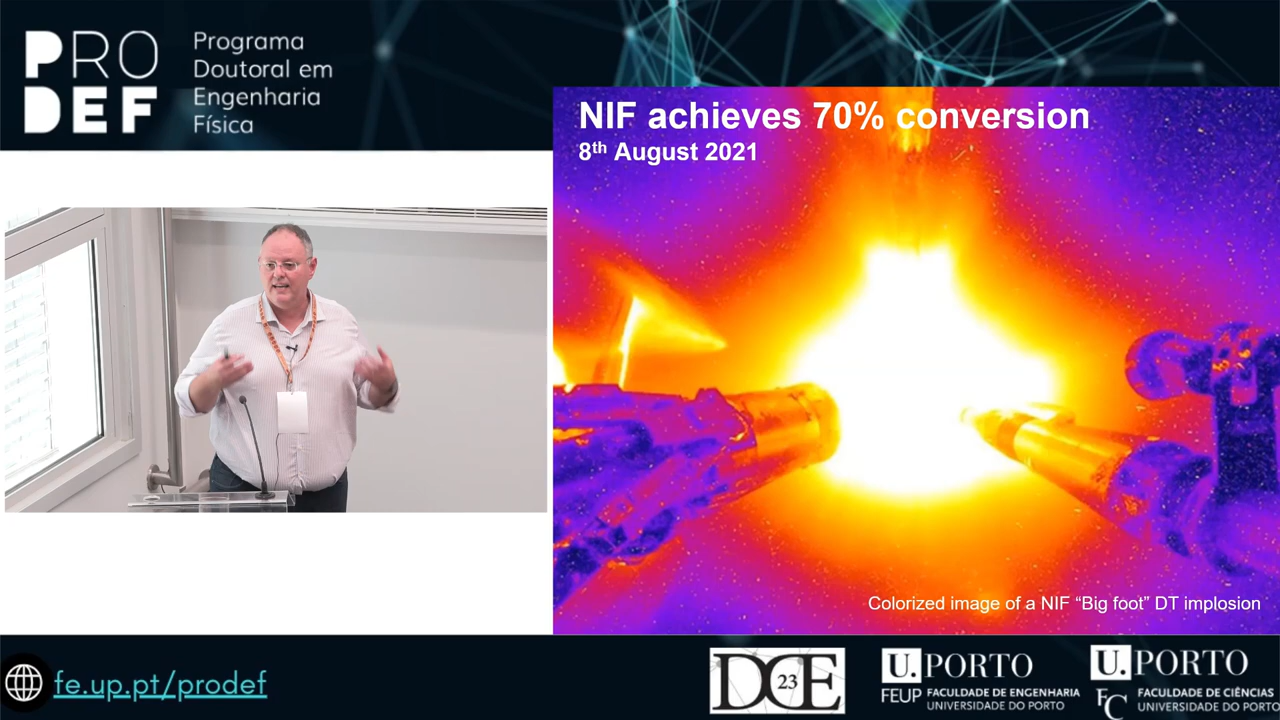 PRO
DEF
Programa
Doutoral em
Engenharia
Física
NIF achieves 70% conversion
8th August 2021
Colorized image of a NIF “Big foot” DT implosion
fe.up.pt/prodef
DCE
23
U.PORTO
FEUP FACULDADE DE ENGENHARIA
UNIVERSIDADE DO PORTO
U.PORTO
FC FACULDADE DE CIÊNCIAS
UNIVERSIDADE DO PORTO